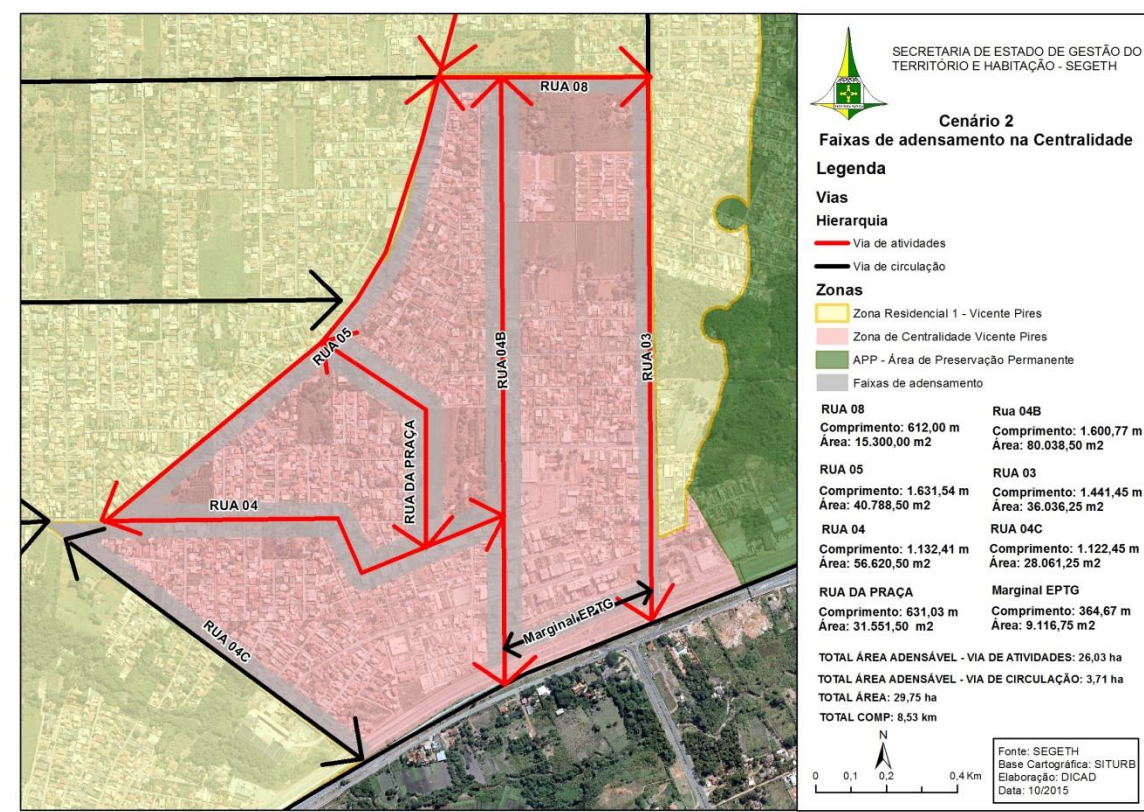 RUA 08
RUA 05
RUA 04B
RUA 03
RUA DA PRAÇA
RUA 04
RUA 04C
Marginal EPTG
SECRETARIA DE ESTADO DE GESTÃO DO
TERRITÓRIO E HABITAÇÃO - SEGETH
Cenário 2
Faixas de adensamento na Centralidade
Legenda
Vias
Hierarquia
Via de atividades
Via de circulação
Zonas
Zona Residencial 1 - Vicente Pires
Zona de Centralidade Vicente Pires
APP - Área de Preservação Permanente
Faixas de adensamento
RUA 08
Comprimento: 612,00 m
Área: 15.300,00 m2
Rua 04B
Comprimento: 1.600,77 m
Área: 80.038,50 m2
RUA 05
Comprimento: 1.631,54 m
Área: 40.788,50 m2
RUA 03
Comprimento: 1.441,45 m
Área: 36.036,25 m2
RUA 04
Comprimento: 1.132,41 m
Área: 56.620,50 m2
RUA 04C
Comprimento: 1.122,45 m
Área: 28.061,25 m2
RUA DA PRAÇA
Comprimento: 631,03 m
Área: 31.551,50 m2
Marginal EPTG
Comprimento: 364,67 m
Área: 9.116,75 m2
TOTAL ÁREA ADENSÁVEL - VIA DE ATIVIDADES: 26,03 ha
TOTAL ÁREA ADENSÁVEL - VIA DE CIRCULAÇÃO: 3,71 ha
TOTAL ÁREA: 29,75 ha
TOTAL COMP: 8,53 km
N
0 0,1 0,2 0,4 Km
Fonte: SEGETH
Base Cartográfica: SITURB
Elaboração: DICAD
Data: 10/2015